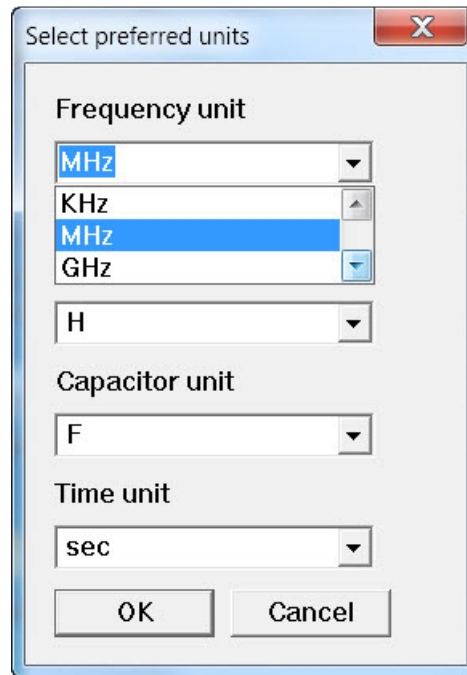 Select preferred units
Frequency unit
MHz
KHz
MHz
GHz
H
Capacitor unit
F
Time unit
sec
OK
Cancel